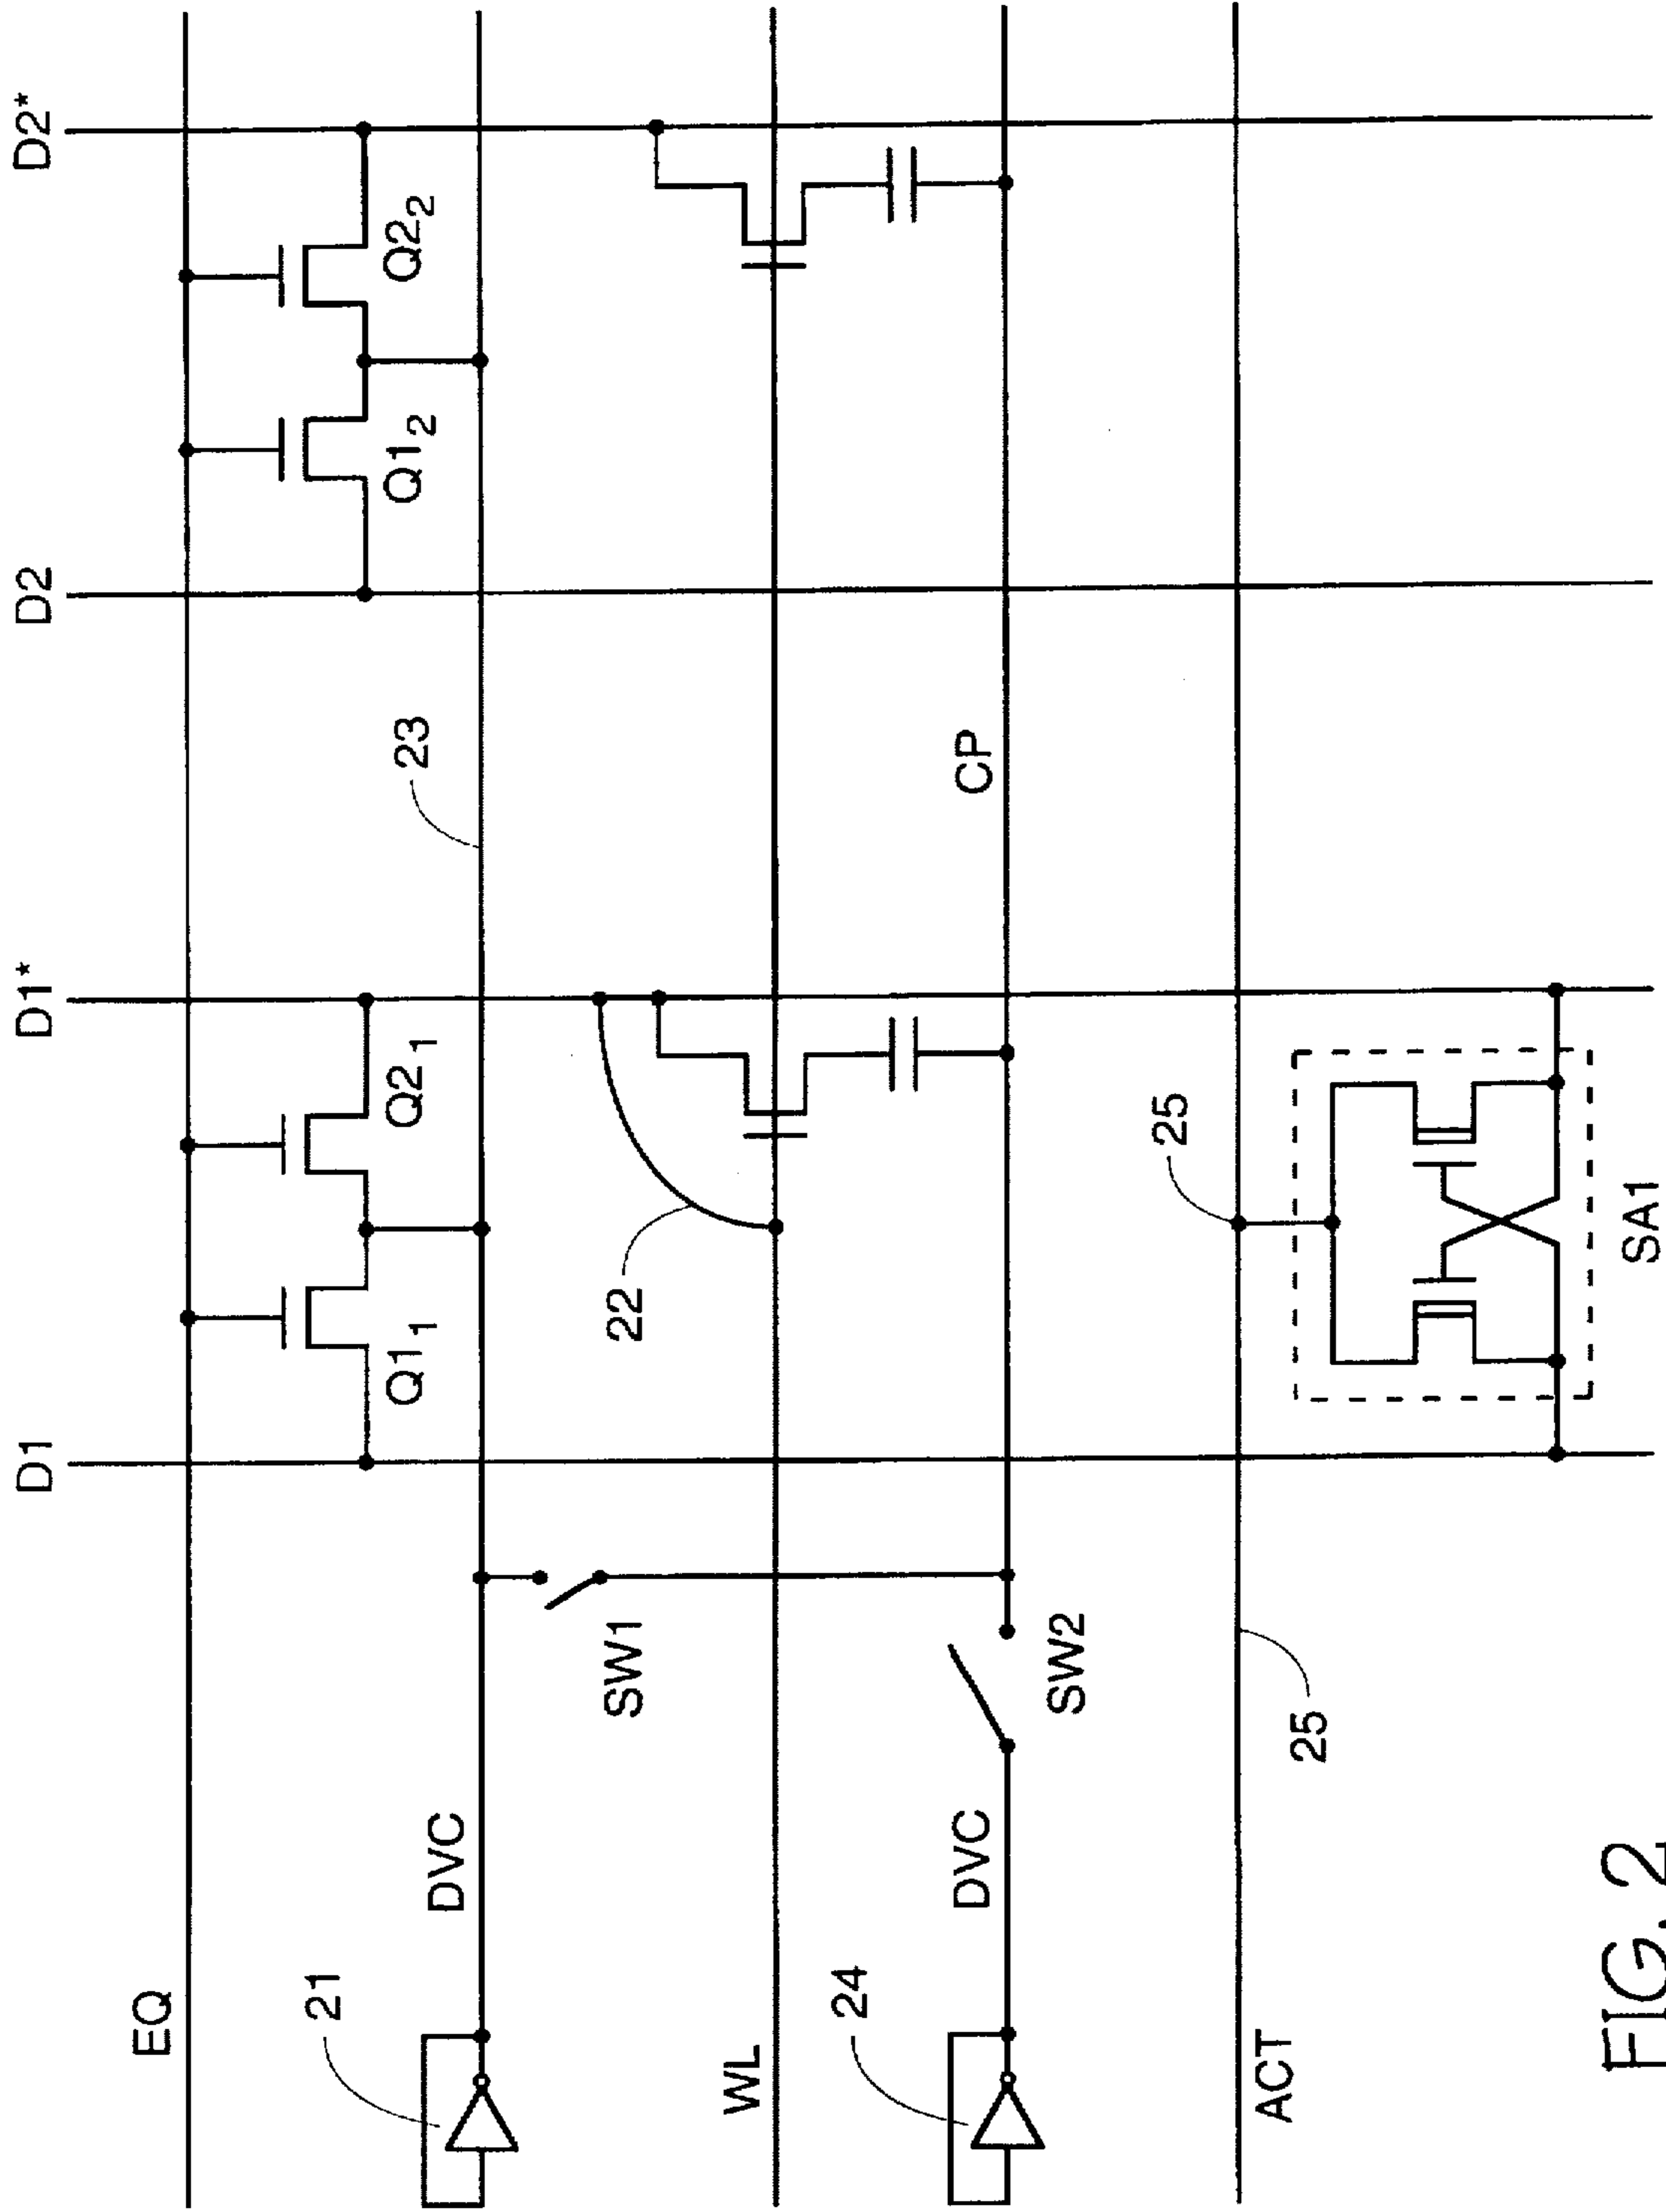 D1
D1*
D2
D2*
EQ
Q1₁
Q2₁
Q1₂
Q2₂
21
DVC
23
SW1
22
WL
24
DVC
CP
SW2
25
ACT
25
SA1
FIG. 2